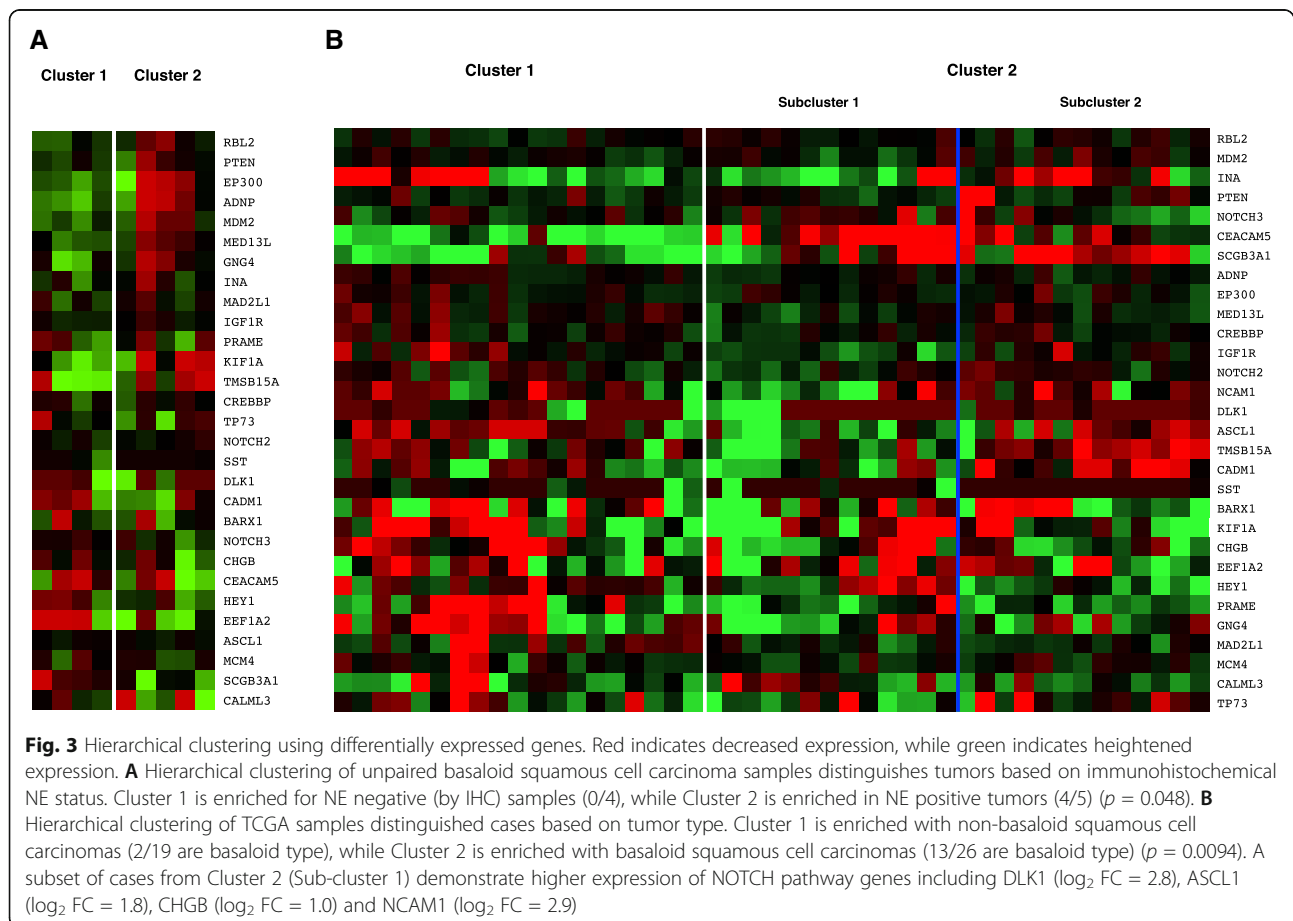 A
B
Cluster 1
Cluster 2
Cluster 1
Cluster 2
Subcluster 1
Subcluster 2
RBL2
PTEN
EP300
ADNP
MDM2
MED13L
GNG4
INA
MAD2L1
IGF1R
PRAME
KIF1A
TMSB15A
CREBBP
TP73
NOTCH2
SST
DLK1
CADM1
BARX1
NOTCH3
CHGB
CEACAM5
HEY1
EEF1A2
ASCL1
MCM4
SCGB3A1
CALML3
RBL2
MDM2
INA
PTEN
NOTCH3
CEACAM5
SCGB3A1
ADNP
EP300
MED13L
CREBBP
IGF1R
NOTCH2
NCAM1
DLK1
ASCL1
TMSB15A
CADM1
SST
BARX1
KIF1A
CHGB
EEF1A2
HEY1
PRAME
GNG4
MAD2L1
MCM4
CALML3
TP73
Fig. 3 Hierarchical clustering using differentially expressed genes. Red indicates decreased expression, while green indicates heightened
expression. A Hierarchical clustering of unpaired basaloid squamous cell carcinoma samples distinguishes tumors based on immunohistochemical
NE status. Cluster 1 is enriched for NE negative (by IHC) samples (0/4), while Cluster 2 is enriched in NE positive tumors (4/5) (p = 0.048). B
Hierarchical clustering of TCGA samples distinguished cases based on tumor type. Cluster 1 is enriched with non-basaloid squamous cell
carcinomas (2/19 are basaloid type), while Cluster 2 is enriched with basaloid squamous cell carcinomas (13/26 are basaloid type) (p = 0.0094). A
subset of cases from Cluster 2 (Sub-cluster 1) demonstrate higher expression of NOTCH pathway genes including DLK1 (log₂ FC = 2.8), ASCL1
(log₂ FC = 1.8), CHGB (log₂ FC = 1.0) and NCAM1 (log₂ FC = 2.9)